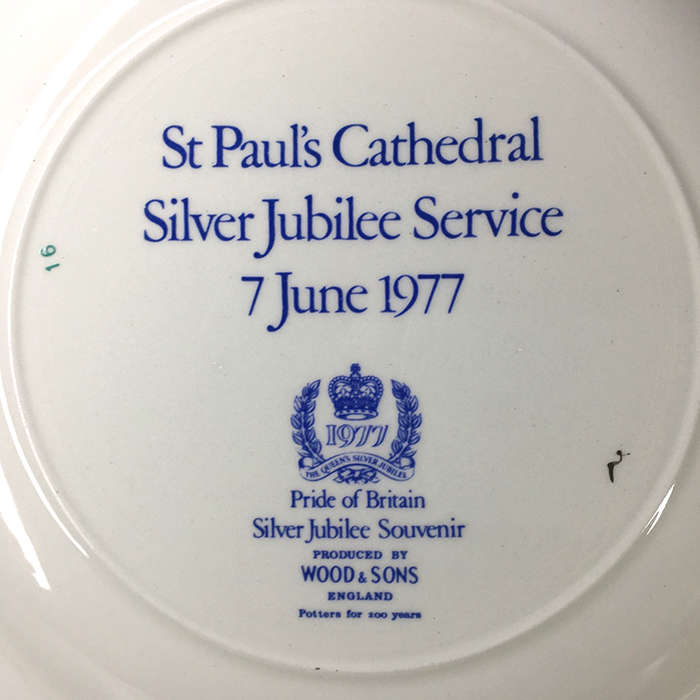 St Paul's Cathedral
Silver Jubilee Service
7 June 1977
16
1977
THE QUEEN'S SILVER JUBILEE
Pride of Britain
Silver Jubilee Souvenir
PRODUCED BY
WOOD & SONS
ENGLAND
Potters for 200 years